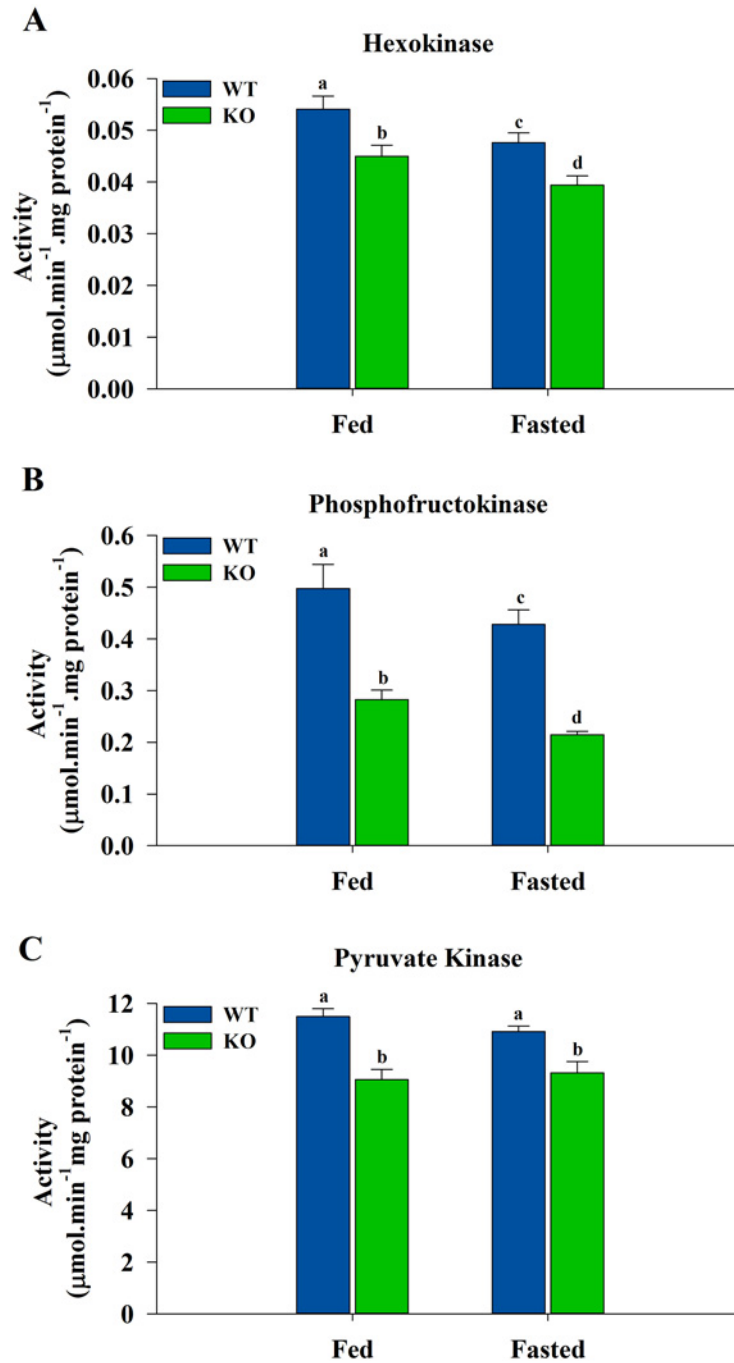 A
Hexokinase
Activity
(µmol.min⁻¹.mg protein⁻¹)
0.06
0.05
0.04
0.03
0.02
0.01
0.00
WT
KO
a
b
c
d
Fed
Fasted
B
Phosphofructokinase
Activity
(µmol.min⁻¹.mg protein⁻¹)
0.6
0.5
0.4
0.3
0.2
0.1
0.0
WT
KO
a
b
c
d
Fed
Fasted
C
Pyruvate Kinase
Activity
(µmol.min⁻¹mg protein⁻¹)
12
10
8
6
4
2
0
WT
KO
a
b
a
b
Fed
Fasted